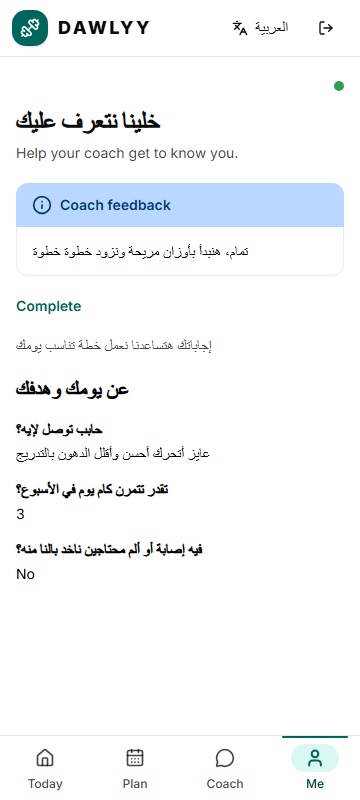 DAWLYY
العربية
خلينا نتعرف عليك
Help your coach get to know you.
Coach feedback
تمام، هنبدأ بأوزان مريحة ونزود خطوة خطوة
Complete
إجاباتك هتساعدنا نعمل خطة تناسب يومك
عن يومك وهدفك
حابب توصل لإيه؟
عايز أتحرك أحسن وأقلل الدهون بالتدريج
تقدر تتمرن كام يوم في الأسبوع؟
3
فيه إصابة أو ألم محتاجين ناخد بالنا منه؟
No
Today
Plan
Coach
Me